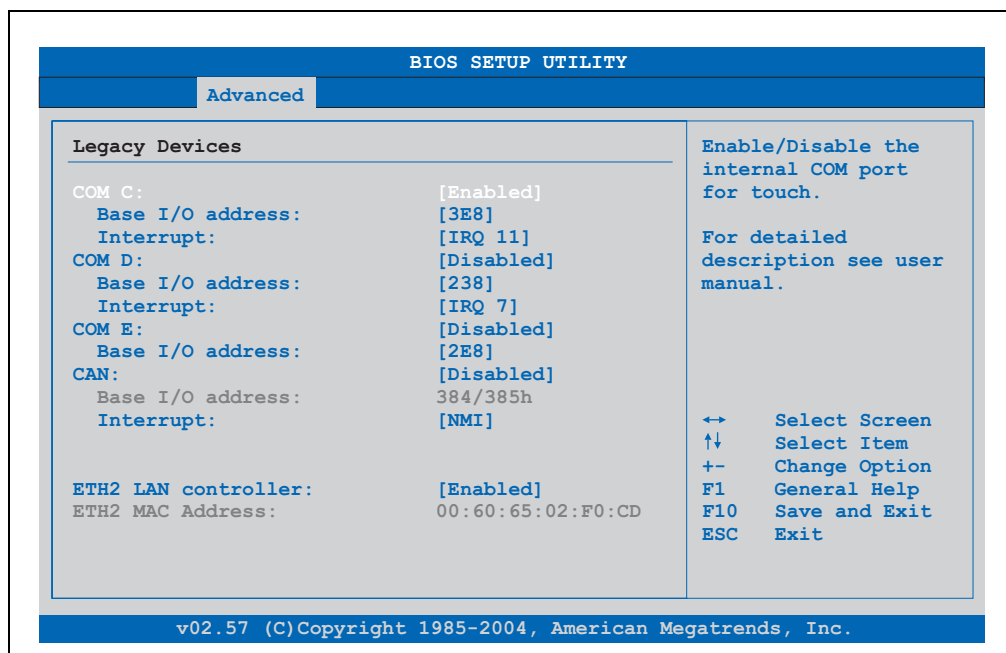 BIOS SETUP UTILITY
Advanced
Legacy Devices
COM C: [Enabled]
Base I/O address: [3E8]
Interrupt: [IRQ 11]
COM D: [Disabled]
Base I/O address: [238]
Interrupt: [IRQ 7]
COM E: [Disabled]
Base I/O address: [2E8]
CAN: [Disabled]
Base I/O address: 384/385h
Interrupt: [NMI]
ETH2 LAN controller: [Enabled]
ETH2 MAC Address: 00:60:65:02:F0:CD
Enable/Disable the
internal COM port
for touch.
For detailed
description see user
manual.
↔ Select Screen
↑↓ Select Item
+- Change Option
F1 General Help
F10 Save and Exit
ESC Exit
v02.57 (C)Copyright 1985-2004, American Megatrends, Inc.